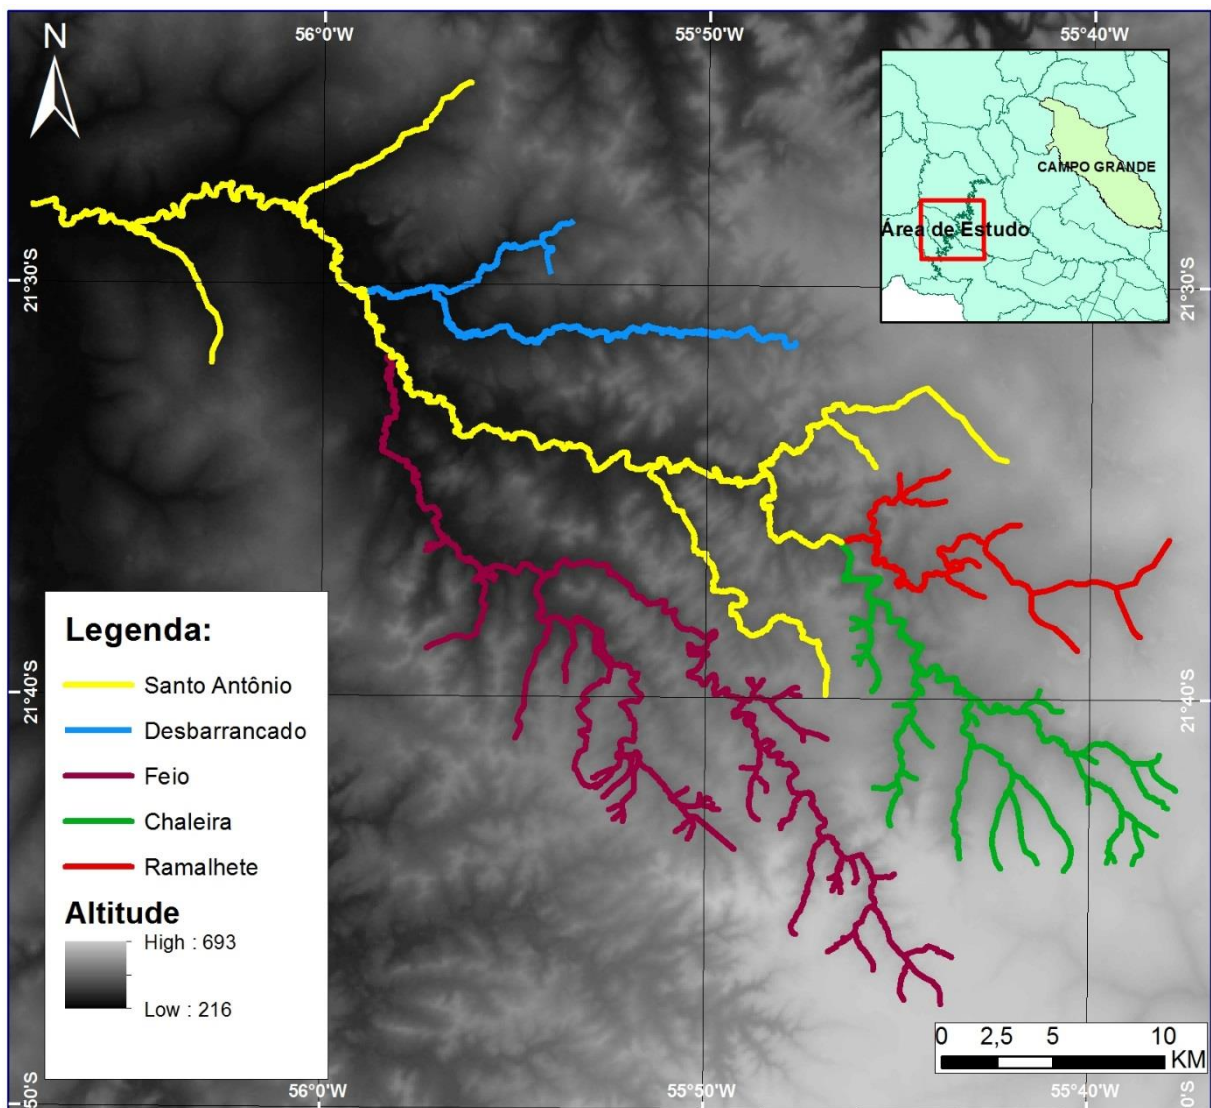 N
56°0'W
55°50'W
55°40'W
CAMPO GRANDE
Área de Estudo
21°30'S
21°30'S
Legenda:
Santo Antônio
Desbarrancado
Feio
Chaleira
Ramalhete
Altitude
High : 693
Low : 216
21°40'S
21°40'S
0 2,5 5 10
KM
50'S
0'S
56°0'W
55°50'W
55°40'W